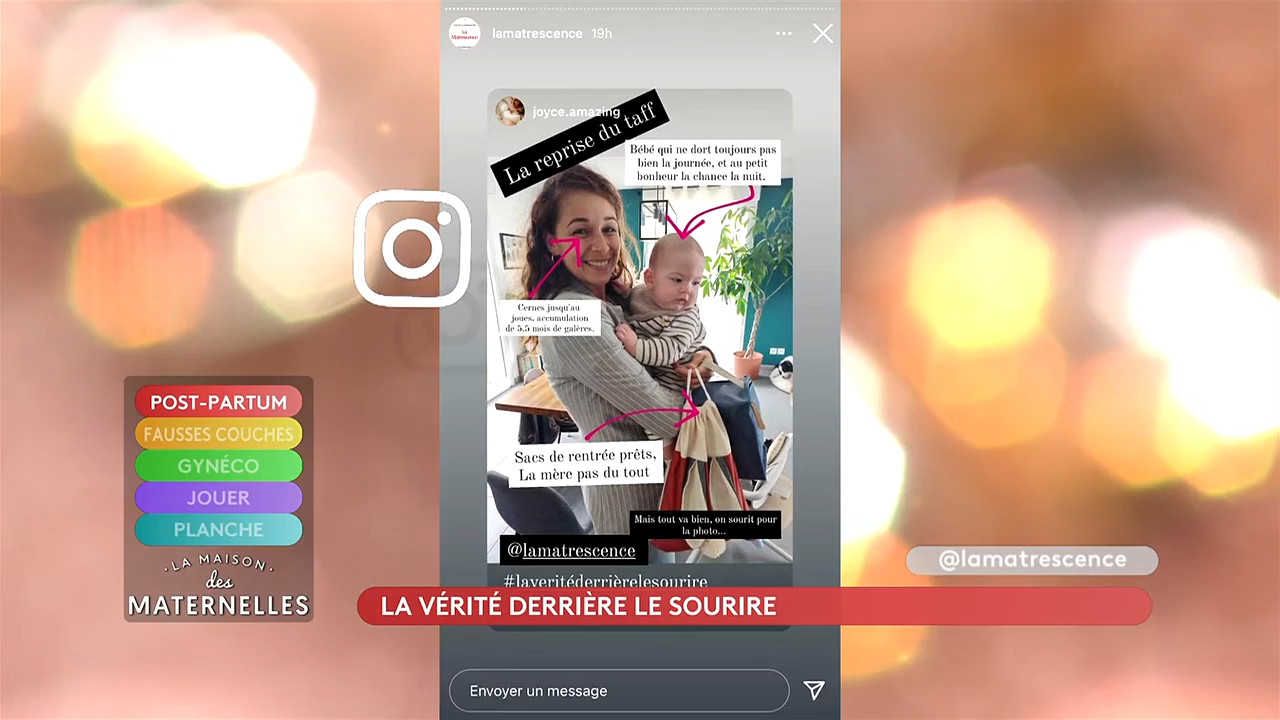 lamatrescence 19h
joyce.amazing
La reprise du taff
Bébé qui ne dort toujours pas
bien la journée, et au petit
bonheur la chance la nuit.
Cernes jusqu'au
joues, accumulation
de 5,5 mois de galères.
Sacs de rentrée prêts,
La mère pas du tout
Mais tout va bien, on sourit pour
la photo...
@lamatrescence
#laveritéderrièrelesourire
POST-PARTUM
FAUSSES COUCHES
GYNÉCO
JOUER
PLANCHE
·LA MAISON·
des
MATERNELLES
@lamatrescence
LA VÉRITÉ DERRIÈRE LE SOURIRE
Envoyer un message